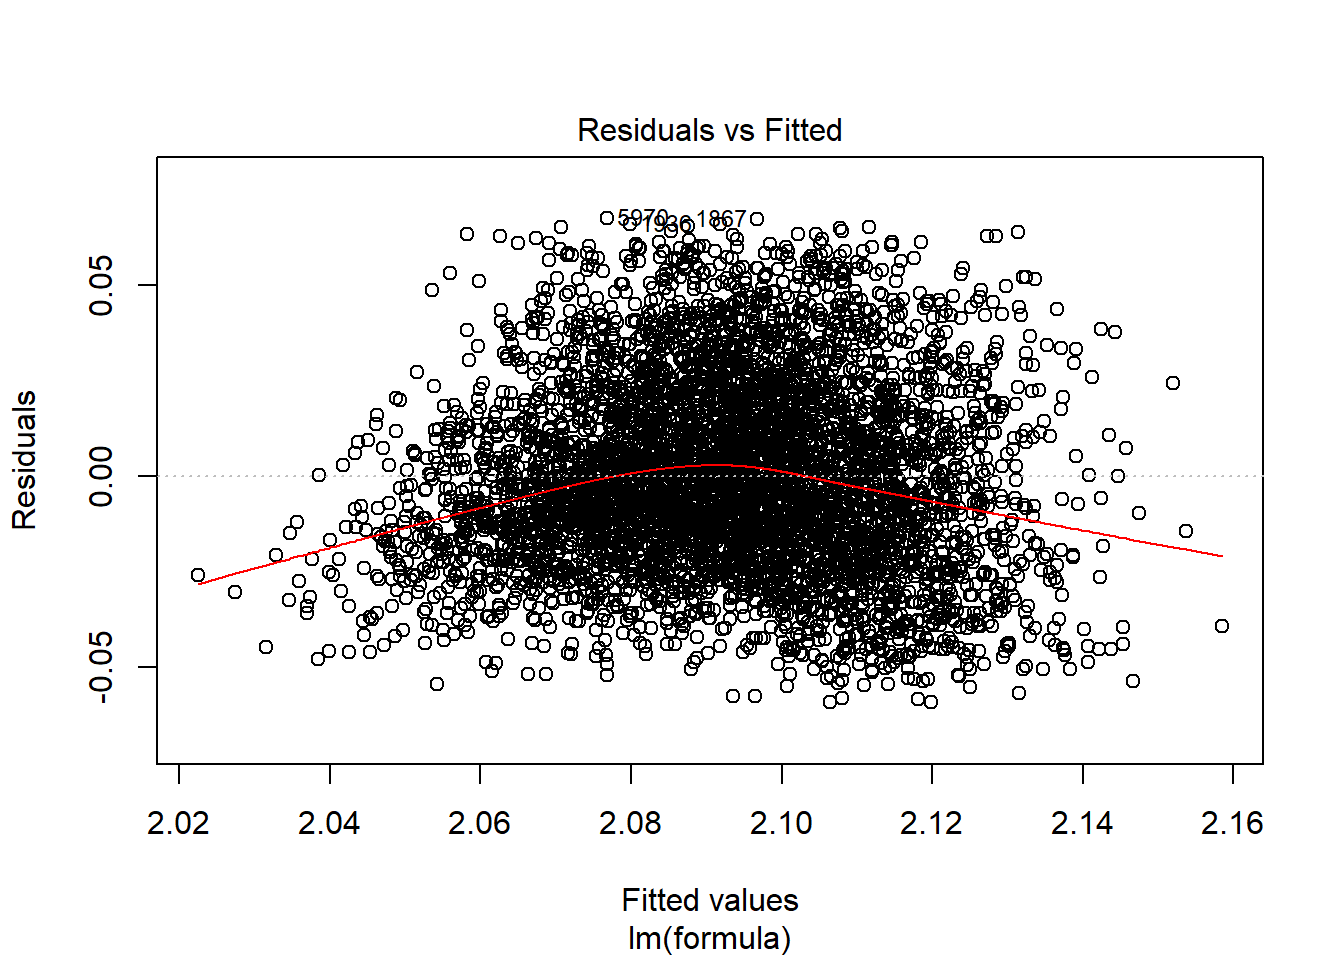 Residuals vs Fitted
5970
1936
1867
Residuals
0.05
0.00
-0.05
2.02 2.04 2.06 2.08 2.10 2.12 2.14 2.16
Fitted values
lm(formula)